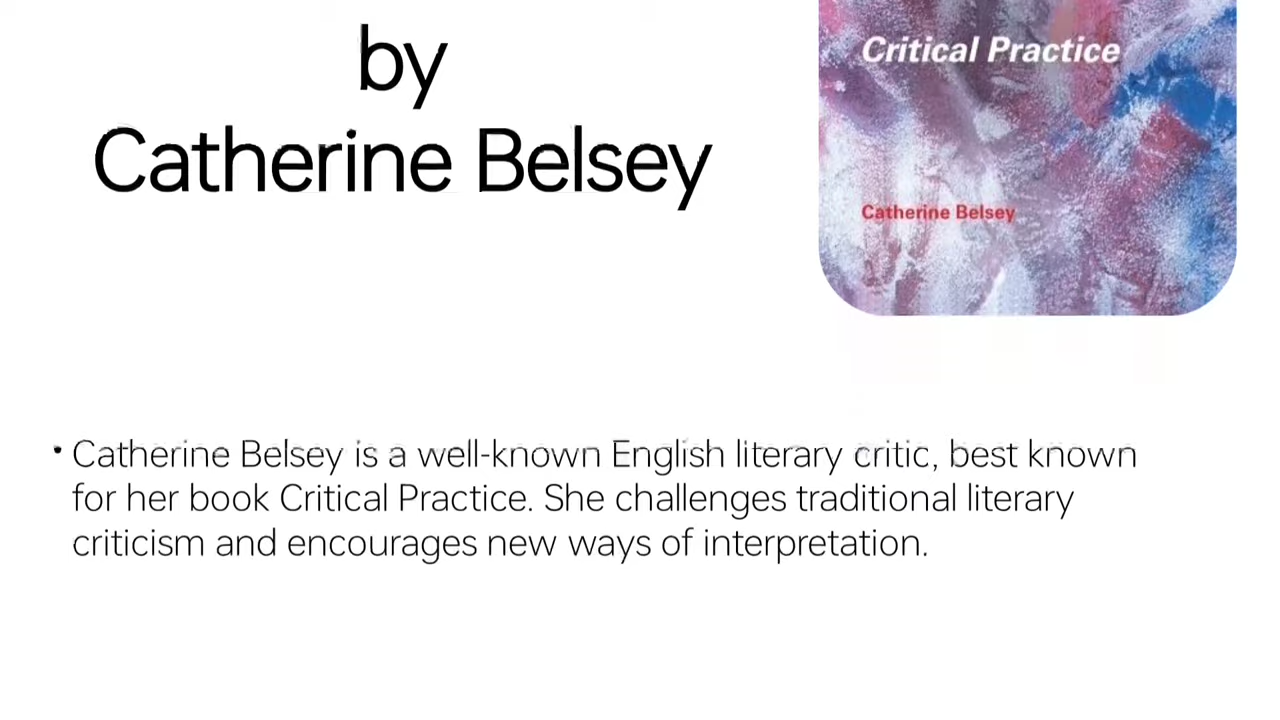 by
Catherine Belsey
Critical Practice
Catherine Belsey
• Catherine Belsey is a well-known English literary critic, best known
for her book Critical Practice. She challenges traditional literary
criticism and encourages new ways of interpretation.